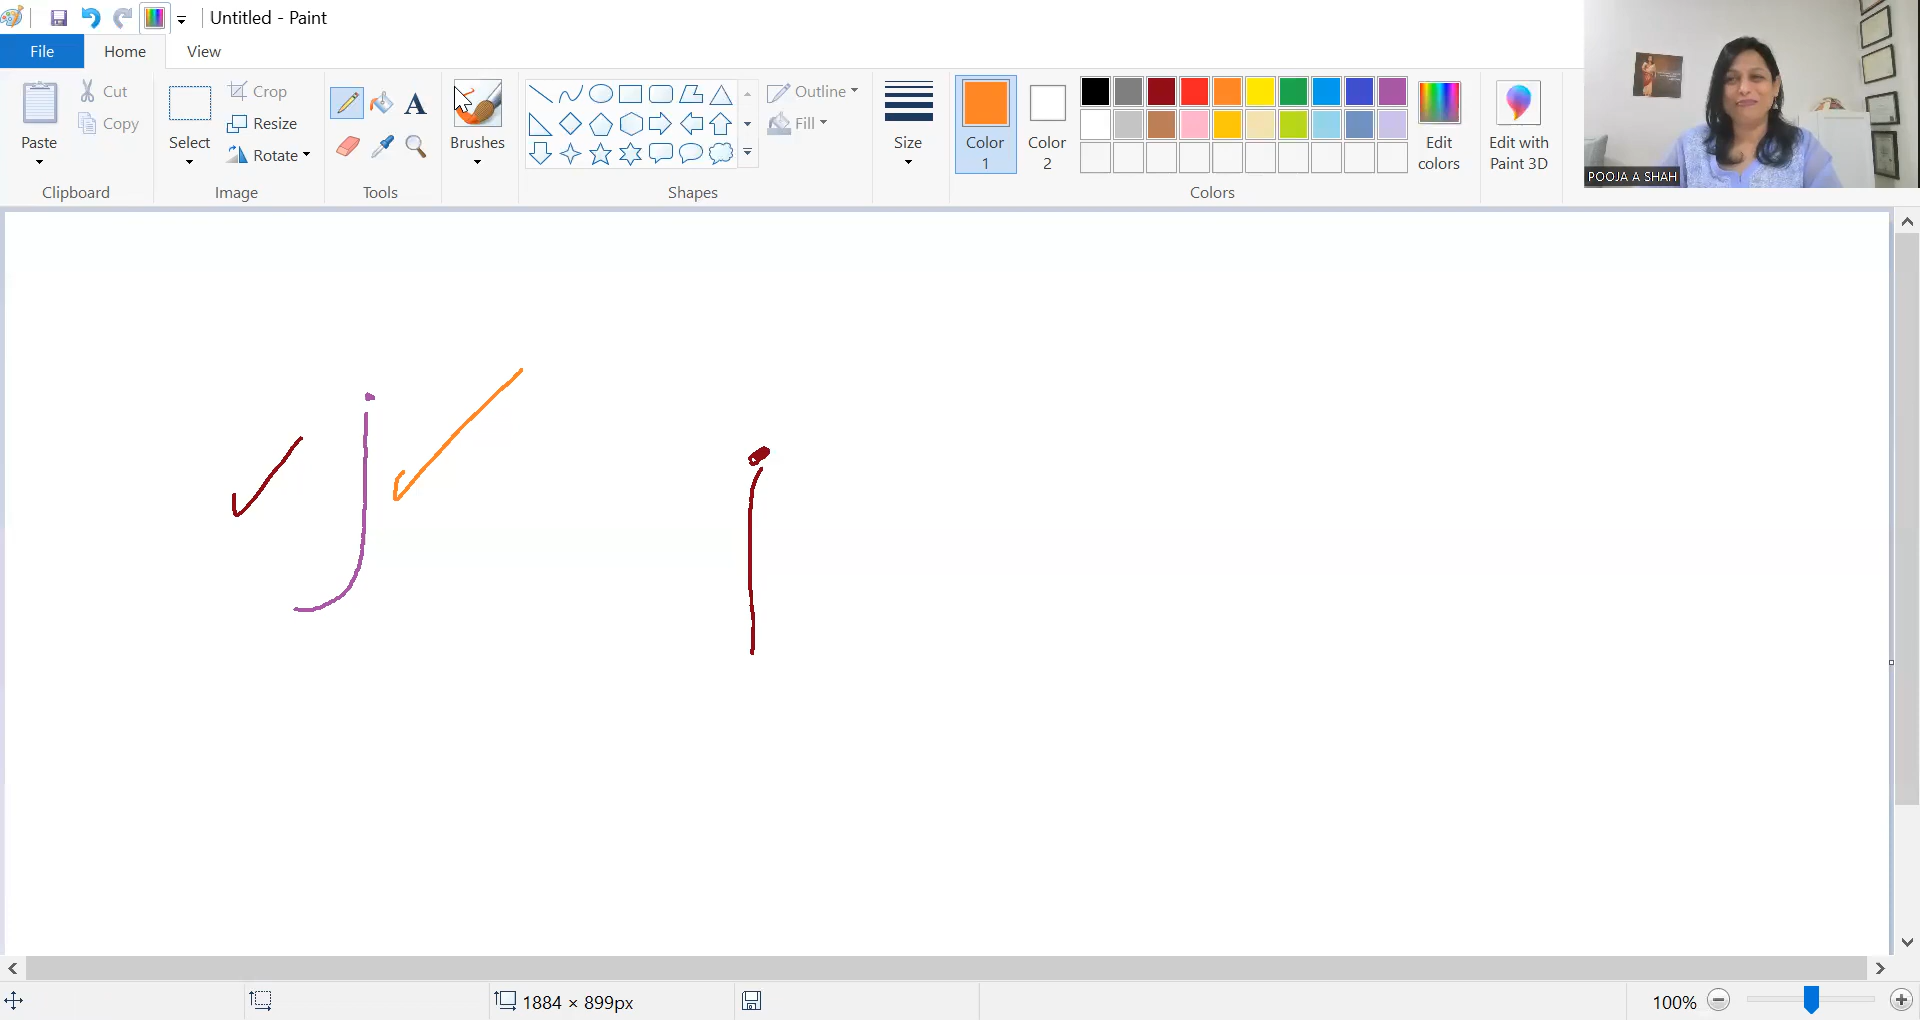 Untitled - Paint
File Home View
Paste
Cut
Copy
Clipboard
Select
Crop
Resize
Rotate
Image
Tools
Brushes
Shapes
Outline
Fill
Size
Color 1
Color 2
Colors
Edit colors
Edit with Paint 3D
POOJA A SHAH
j i
1884 × 899px
100%